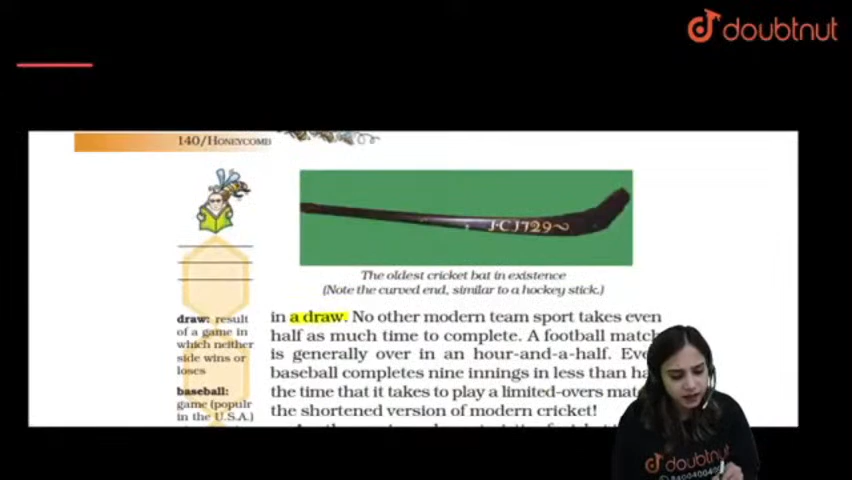 doubtnut
140/HONEYCOMB
J·C J729~
The oldest cricket bat in existence
(Note the curved end, similar to a hockey stick.)
draw: result
of a game in
which neither
side wins or
loses
baseball:
game (populr
in the U.S.A.)
in a draw. No other modern team sport takes even
half as much time to complete. A football match
is generally over in an hour-and-a-half.
baseball completes nine innings in less than
the time that it takes to play a limited-overs
the shortened version of modern cricket!
doubtnut